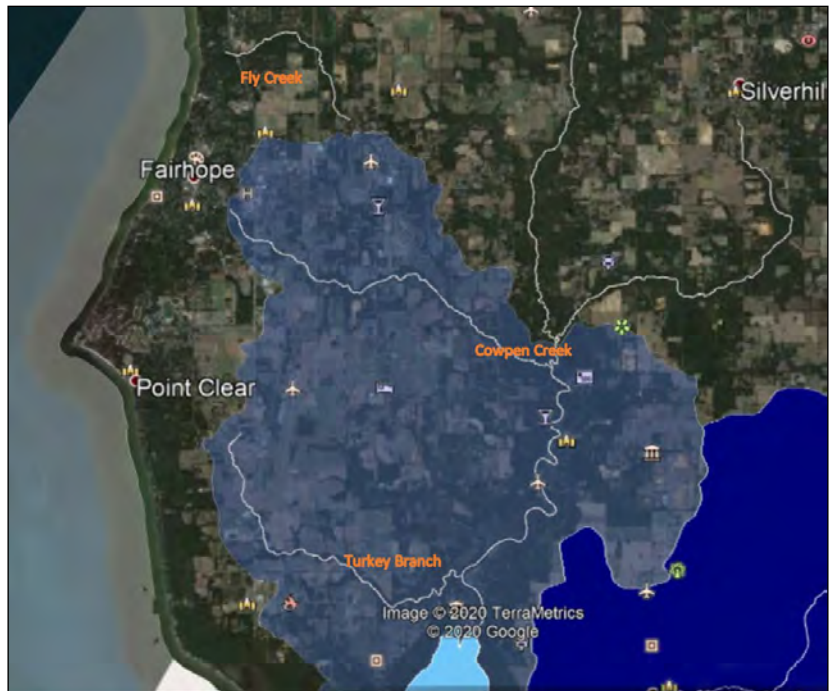 Fly Creek
Silverhil
Fairhope
Cowpen Creek
Point Clear
Turkey Branch
Image © 2020 TerraMetrics
© 2020 Google